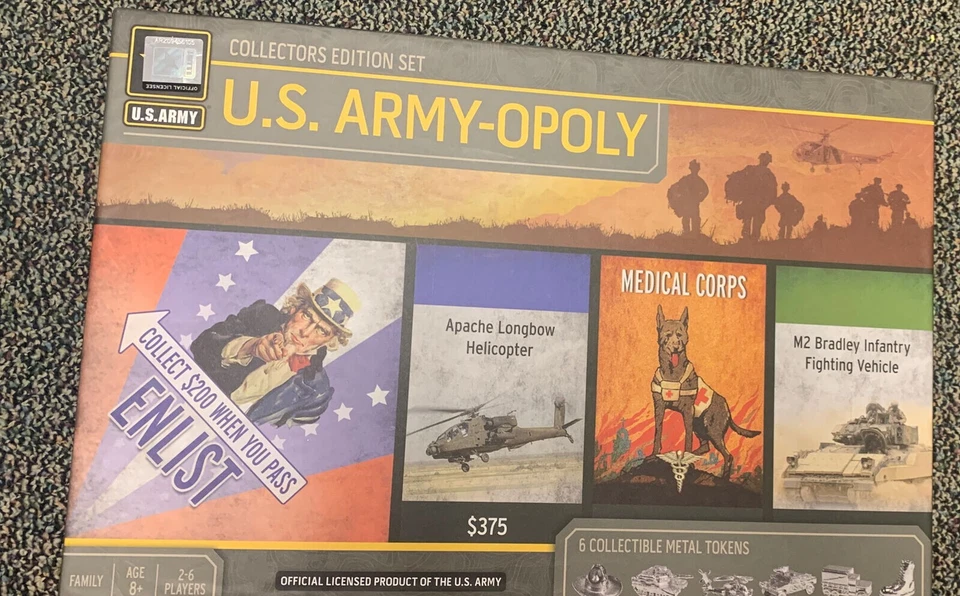 COLLECTORS EDITION SET
OFFICIAL LICENSEE
U.S.ARMY
U.S. ARMY-OPOLY
COLLECT $200 WHEN YOU PASS
ENLIST
Apache Longbow
Helicopter
$375
MEDICAL CORPS
M2 Bradley Infantry
Fighting Vehicle
6 COLLECTIBLE METAL TOKENS
FAMILY
AGE
8+
2-6
PLAYERS
OFFICIAL LICENSED PRODUCT OF THE U.S. ARMY